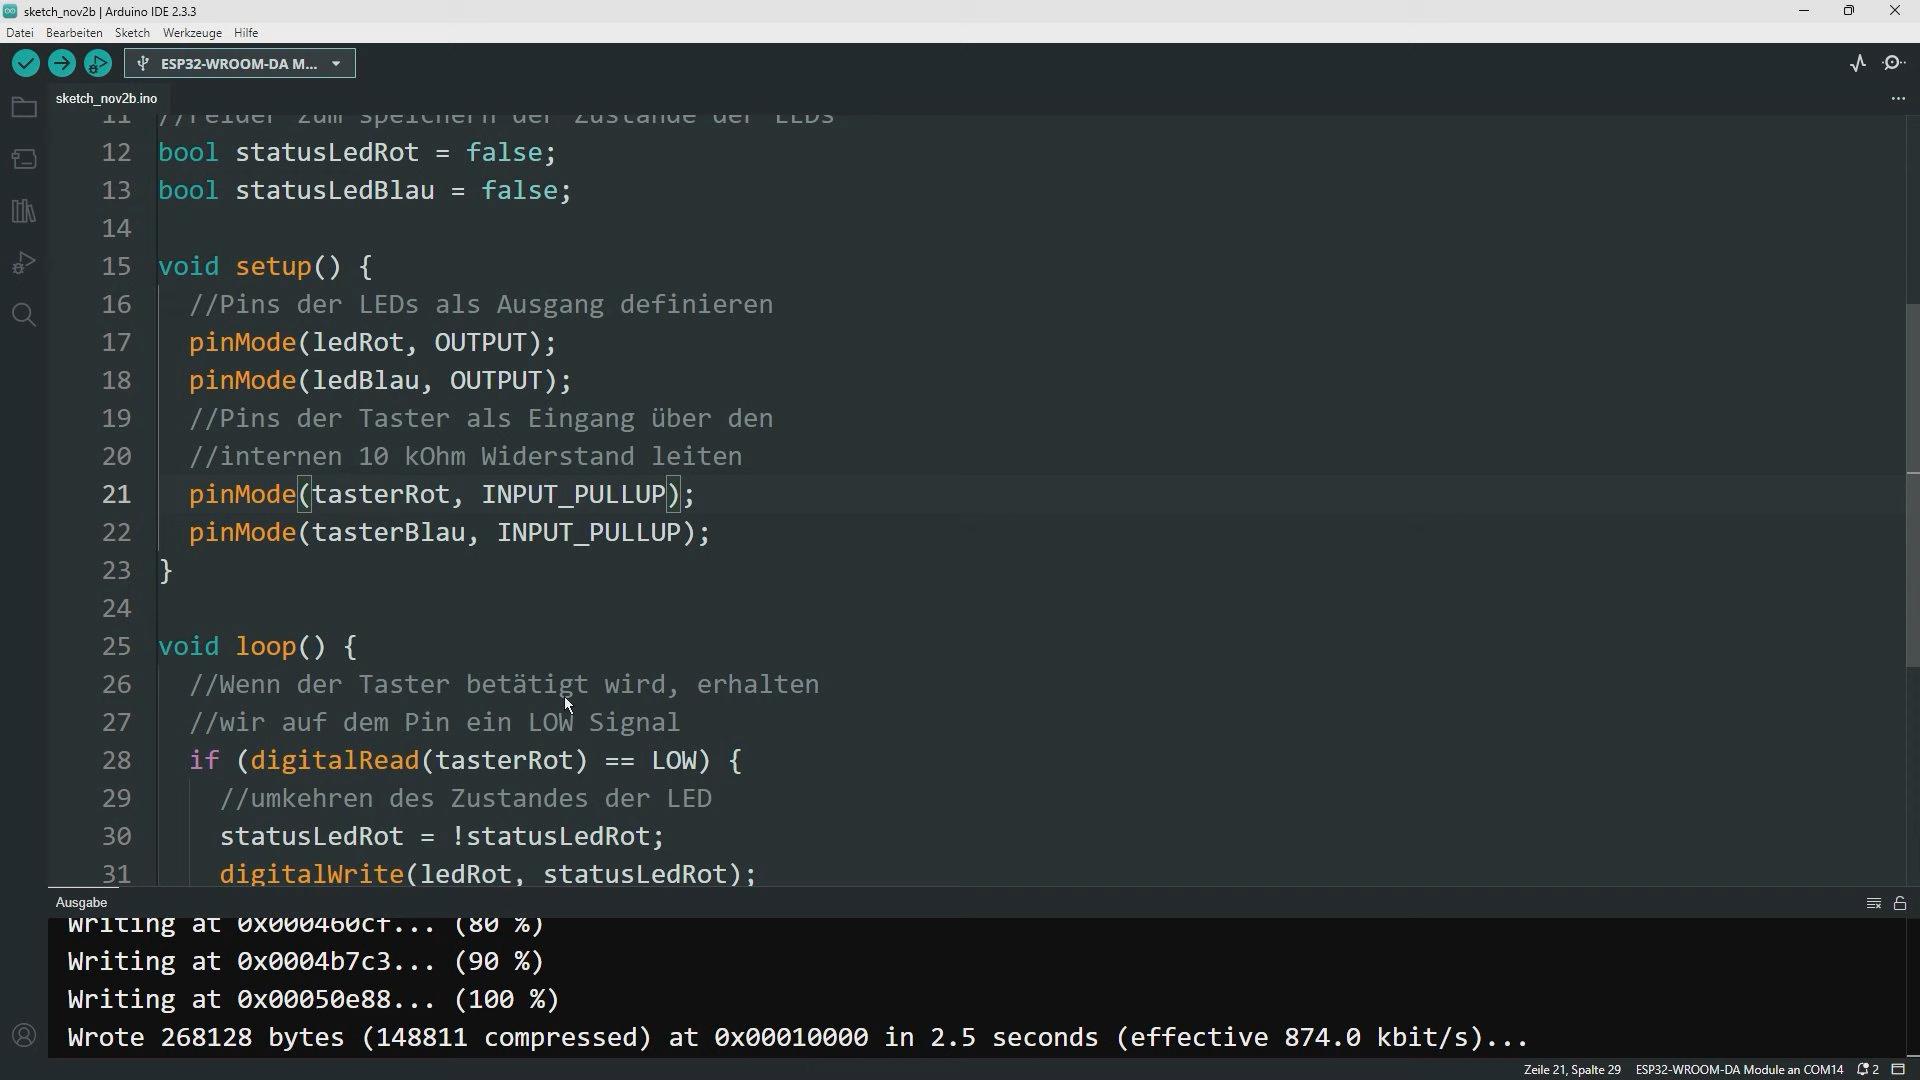 sketch_nov2b | Arduino IDE 2.3.3
Datei Bearbeiten Sketch Werkzeuge Hilfe
ESP32-WROOM-DA M...
sketch_nov2b.ino
11 //Felder zum speichern der Zustände der LEDs
12 bool statusLedRot = false;
13 bool statusLedBlau = false;
14
15 void setup() {
16 //Pins der LEDs als Ausgang definieren
17 pinMode(ledRot, OUTPUT);
18 pinMode(ledBlau, OUTPUT);
19 //Pins der Taster als Eingang über den
20 //internen 10 kOhm Widerstand leiten
21 pinMode(tasterRot, INPUT_PULLUP);
22 pinMode(tasterBlau, INPUT_PULLUP);
23 }
24
25 void loop() {
26 //Wenn der Taster betätigt wird, erhalten
27 //wir auf dem Pin ein LOW Signal
28 if (digitalRead(tasterRot) == LOW) {
29 //umkehren des Zustandes der LED
30 statusLedRot = !statusLedRot;
31 digitalWrite(ledRot, statusLedRot);
Ausgabe
Writing at 0x000460cf... (80 %)
Writing at 0x0004b7c3... (90 %)
Writing at 0x00050e88... (100 %)
Wrote 268128 bytes (148811 compressed) at 0x00010000 in 2.5 seconds (effective 874.0 kbit/s)...
Zeile 21, Spalte 29 ESP32-WROOM-DA Module an COM14 2